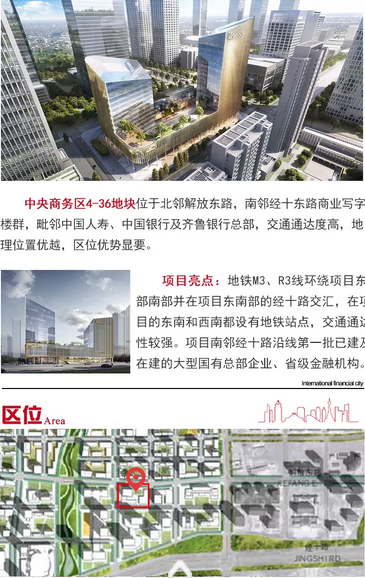 中央商务区4-36地块位于北邻解放东路，南邻经十东路商业写字
楼群，毗邻中国人寿、中国银行及齐鲁银行总部，交通通达度高，地
理位置优越，区位优势显要。
项目亮点：地铁M3、R3线环绕项目东
部南部并在项目东南部的经十路交汇，在项
目的东南和西南都设有地铁站点，交通通达
性较强。项目南邻经十路沿线第一批已建及
在建的大型国有总部企业、省级金融机构。
International financial city
区位 Area
解放东路
经十路
JINGSHI RD